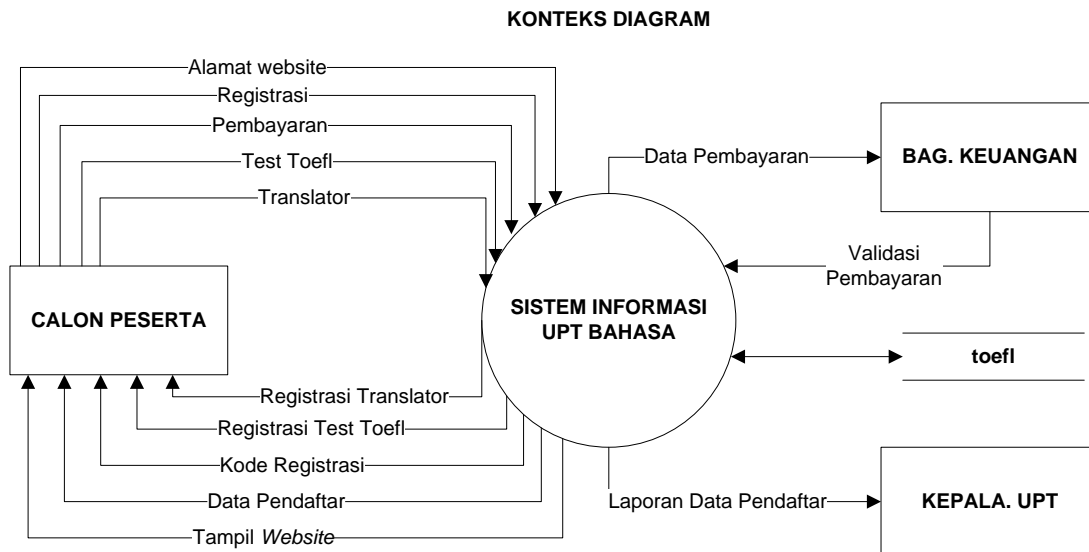 KONTEKS DIAGRAM
Alamat website
Registrasi
Pembayaran
Test Toefl
Translator
Data Pembayaran
BAG. KEUANGAN
Validasi
Pembayaran
CALON PESERTA
SISTEM INFORMASI
UPT BAHASA
toefl
Registrasi Translator
Registrasi Test Toefl
Kode Registrasi
Data Pendaftar
Tampil Website
Laporan Data Pendaftar
KEPALA. UPT